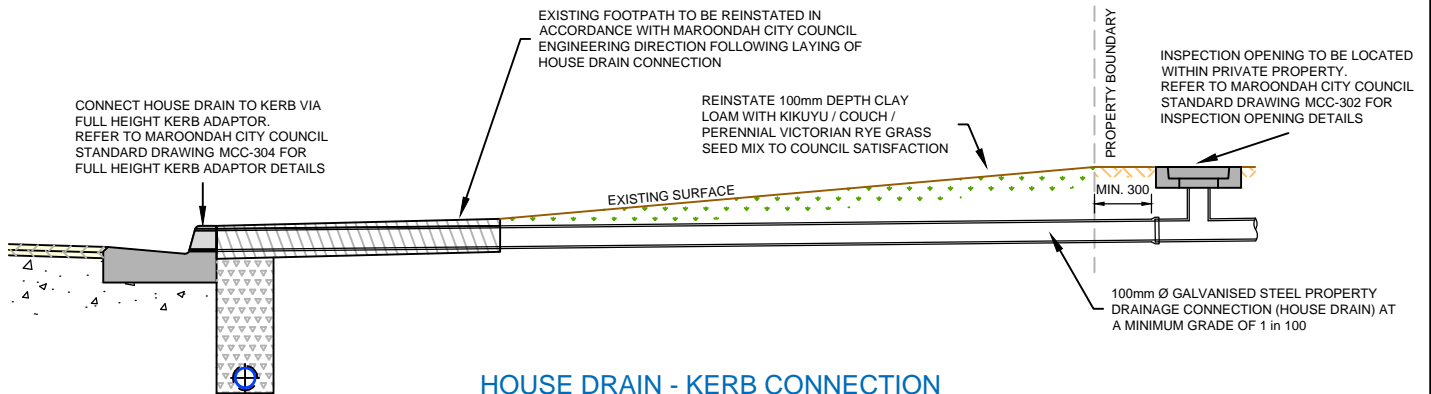 EXISTING FOOTPATH TO BE REINSTATED IN
ACCORDANCE WITH MAROONDAH CITY COUNCIL
ENGINEERING DIRECTION FOLLOWING LAYING OF
HOUSE DRAIN CONNECTION
PROPERTY BOUNDARY
INSPECTION OPENING TO BE LOCATED
WITHIN PRIVATE PROPERTY.
REFER TO MAROONDAH CITY COUNCIL
STANDARD DRAWING MCC-302 FOR
INSPECTION OPENING DETAILS
CONNECT HOUSE DRAIN TO KERB VIA
FULL HEIGHT KERB ADAPTOR.
REFER TO MAROONDAH CITY COUNCIL
STANDARD DRAWING MCC-304 FOR
FULL HEIGHT KERB ADAPTOR DETAILS
REINSTATE 100mm DEPTH CLAY
LOAM WITH KIKUYU / COUCH /
PERENNIAL VICTORIAN RYE GRASS
SEED MIX TO COUNCIL SATISFACTION
EXISTING SURFACE
MIN. 300
100mm Ø GALVANISED STEEL PROPERTY
DRAINAGE CONNECTION (HOUSE DRAIN) AT
A MINIMUM GRADE OF 1 in 100
HOUSE DRAIN - KERB CONNECTION